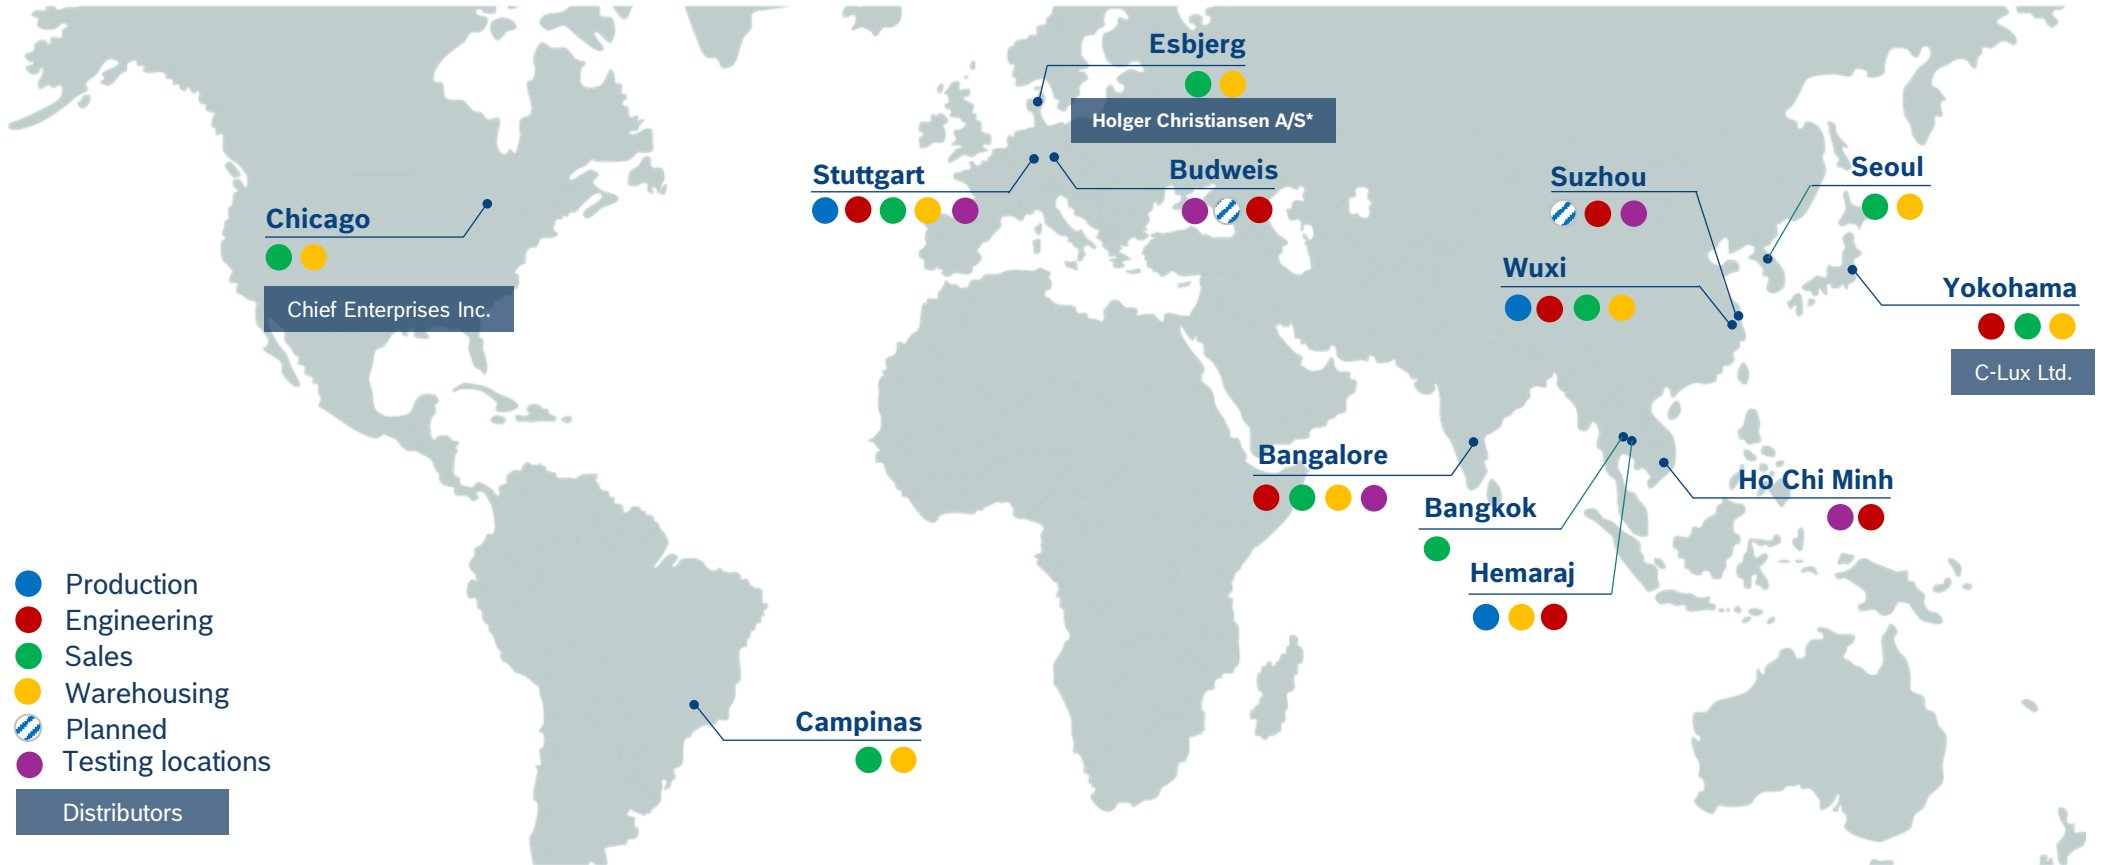 Esbjerg
Holger Christiansen A/S*
Stuttgart
Budweis
Suzhou
Seoul
Chicago
Chief Enterprises Inc.
Wuxi
Yokohama
C-Lux Ltd.
Bangalore
Ho Chi Minh
Bangkok
Hemaraj
Campinas
Production
Engineering
Sales
Warehousing
Planned
Testing locations
Distributors